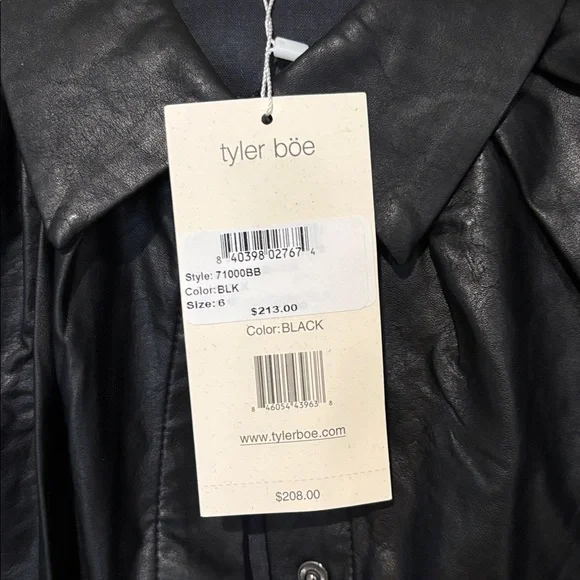 tyler böe
8 40398 02767 4
Style: 71000BB
Color: BLK
Size: 6
$213.00
Color: BLACK
8 46054 43963 8
www.tylerboe.com
$208.00